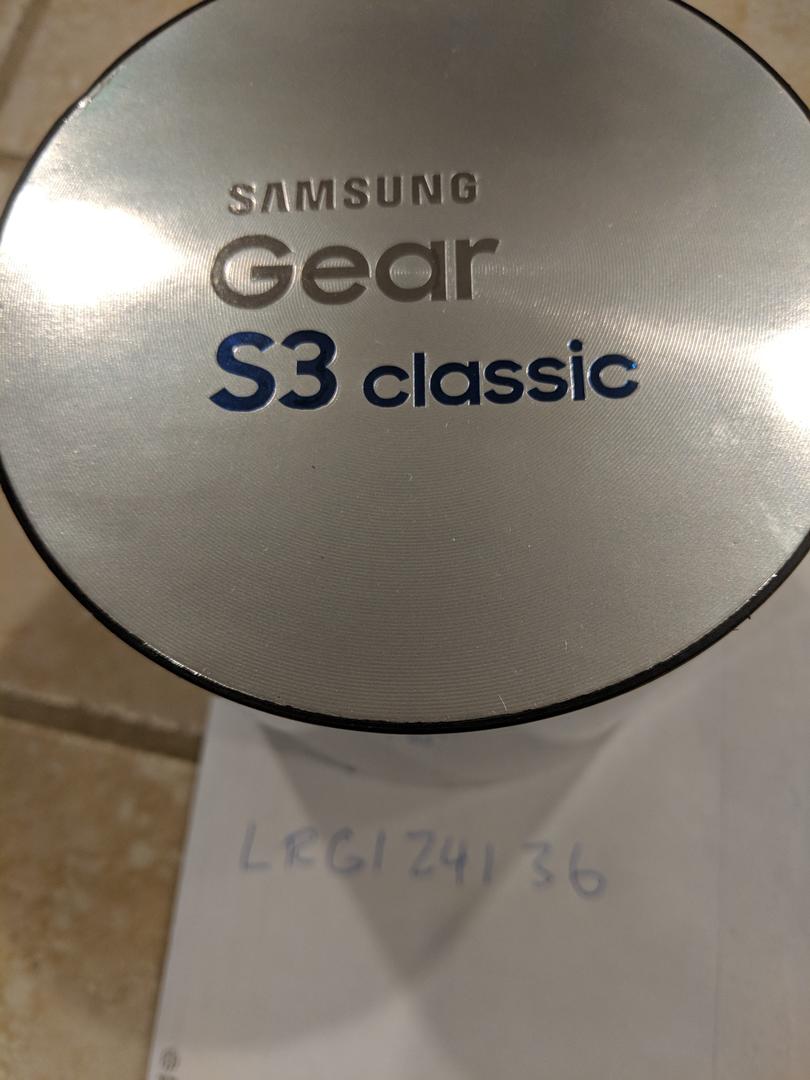 SAMSUNG
Gear
S3 classic
LRG124136